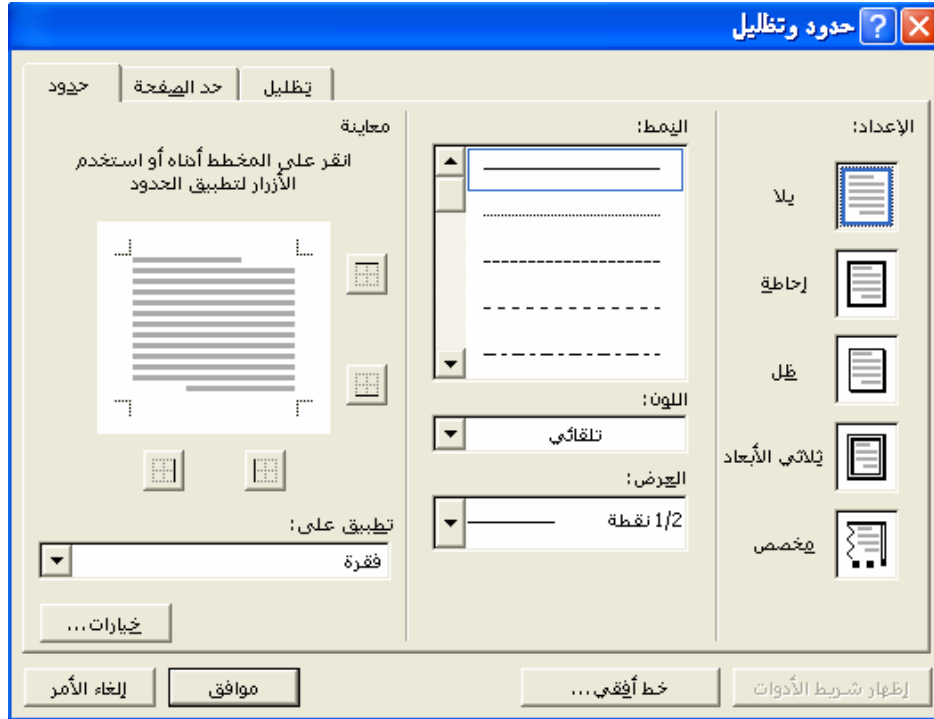 حدود وتظليل
حدود
حد الصفحة
تظليل
الإعداد:
بلا
إحاطة
ظل
ثلاثي الأبعاد
مخصص
النمط:
اللون:
تلقائي
العرض:
1/2 نقطة
معاينة
انقر على المخطط أدناه أو استخدم
الأزرار لتطبيق الحدود
تطبيق على:
فقرة
خيارات...
إظهار شريط الأدوات
خط أفقي...
موافق
إلغاء الأمر